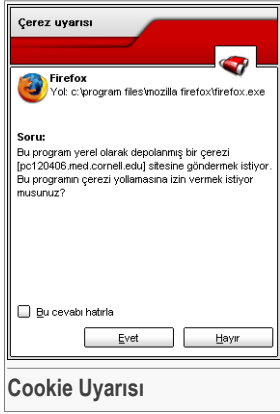 Çerez uyarısı
Firefox
Yol: c:\program files\mozilla firefox\firefox.exe
Soru:
Bu program yerel olarak depolanmış bir çerezi
[pc120406.med.cornell.edu] sitesine göndermek istiyor.
Bu programın çerezi yollamasına izin vermek istiyor
musunuz?
Bu cevabı hatırla
Evet
Hayır
Cookie Uyarısı